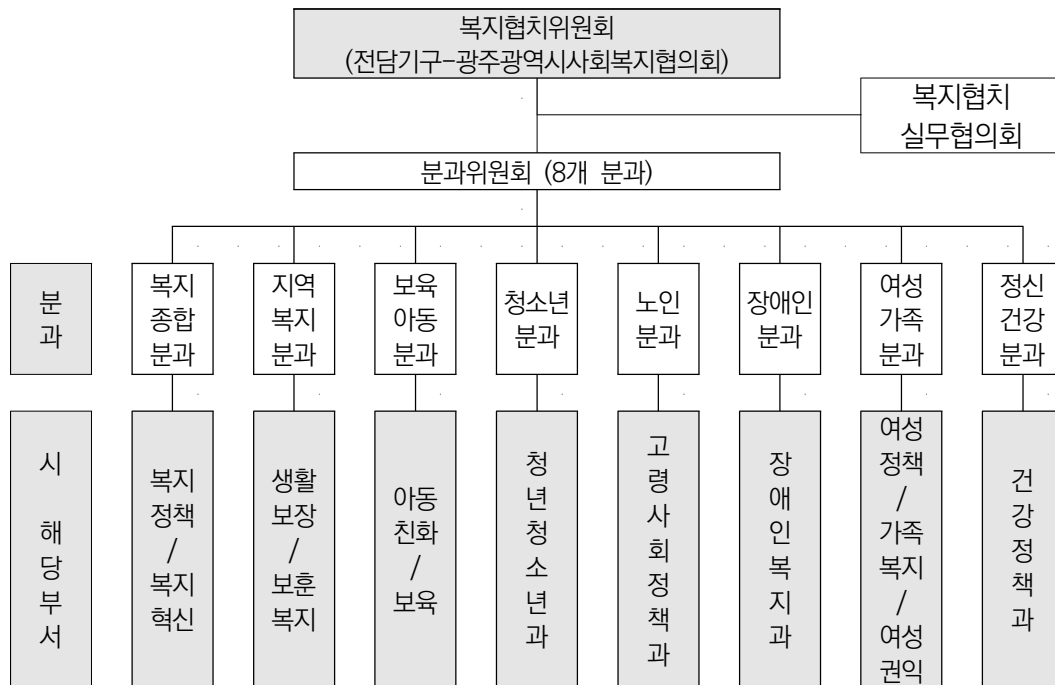 복지협치위원회
(전담기구-광주광역시사회복지협의회)
복지협치
실무협의회
분과위원회 (8개 분과)
분
과
복지
종합
분과
지역
복지
분과
보육
아동
분과
청소년
분과
노인
분과
장애인
분과
여성
가족
분과
정신
건강
분과
시
해
당
부
서
복지
정책
/
복지
혁신
생활
보장
/
보훈
복지
아동
친화
/
보육
청
년
청
소
년
과
고
령
사
회
정
책
과
장
애
인
복
지
과
여성
정책
/
가족
복지
/
여성
권익
건
강
정
책
과